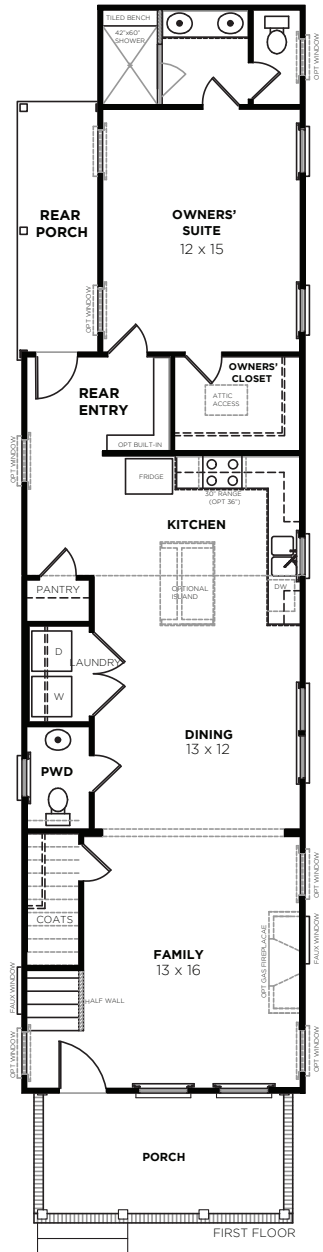 TILED BENCH
42"x60"
SHOWER
OPT WINDOW
REAR
PORCH
OWNERS'
SUITE
12 x 15
OPT WINDOW
OWNERS'
CLOSET
ATTIC
ACCESS
REAR
ENTRY
OPT BUILT-IN
OPT WINDOW
FRIDGE
30" RANGE
(OPT 36")
KITCHEN
PANTRY
OPTIONAL
ISLAND
DW
D
LAUNDRY
W
DINING
13 x 12
PWD
OPT WINDOW
COATS
FAMILY
13 x 16
OPT GAS FIREPLACAE
FAUX WINDOW
FAUX WINDOW
HALF WALL
OPT WINDOW
OPT WINDOW
PORCH
FIRST FLOOR